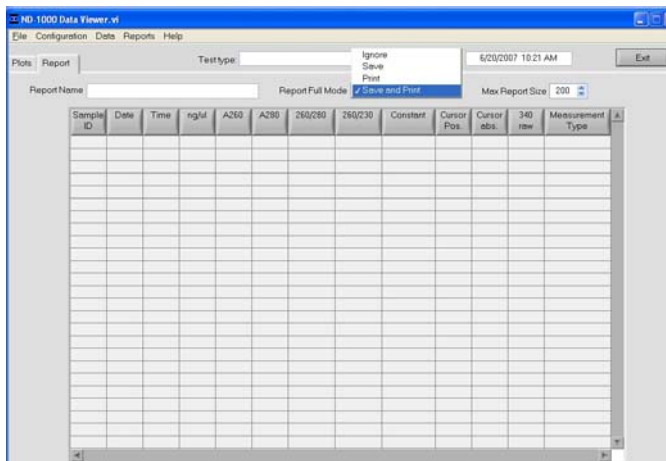 ND-1000 Data Viewer.vi
File Configuration Data Reports Help
Plots Report Test type: 6/20/2007 10:21 AM Exit
Ignore
Save
Print
✓ Save and Print
Report Name Report Full Mode Max Report Size 200
Sample ID Date Time ng/ul A260 A280 260/280 260/230 Constant Cursor Pos. Cursor abs. 340 raw Measurement Type